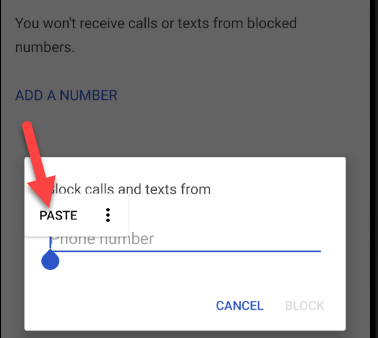 You won't receive calls or texts from blocked
numbers.
ADD A NUMBER
lock calls and texts from
PASTE
Phone number
CANCEL BLOCK